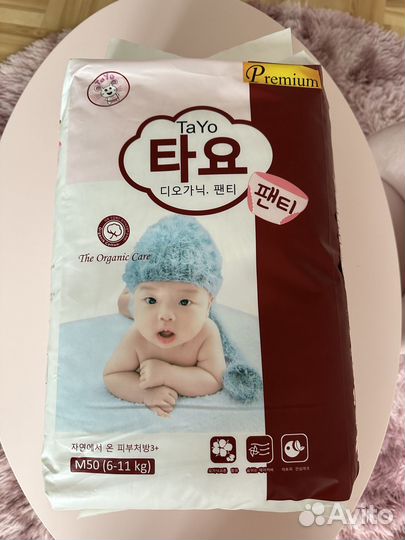 TaYo
Premium
TaYo
타요
디오가닉. 팬티
팬티
The Organic Care
자연에서 온 피부처방3+
M50 (6-11 kg)
Avito